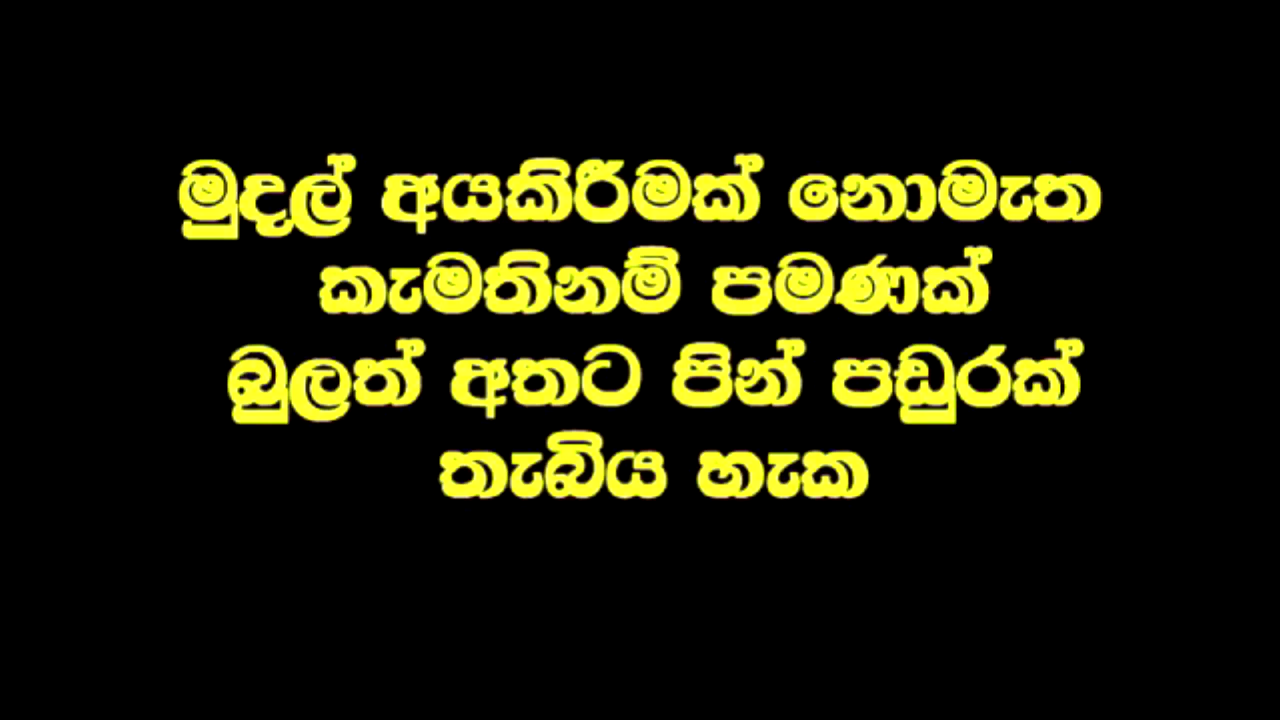 මුදල් අයකිරීමක් නොමැත
කැමතිනම් පමණක්
බුලත් අතට පින් පඩුරක්
තැබිය හැක